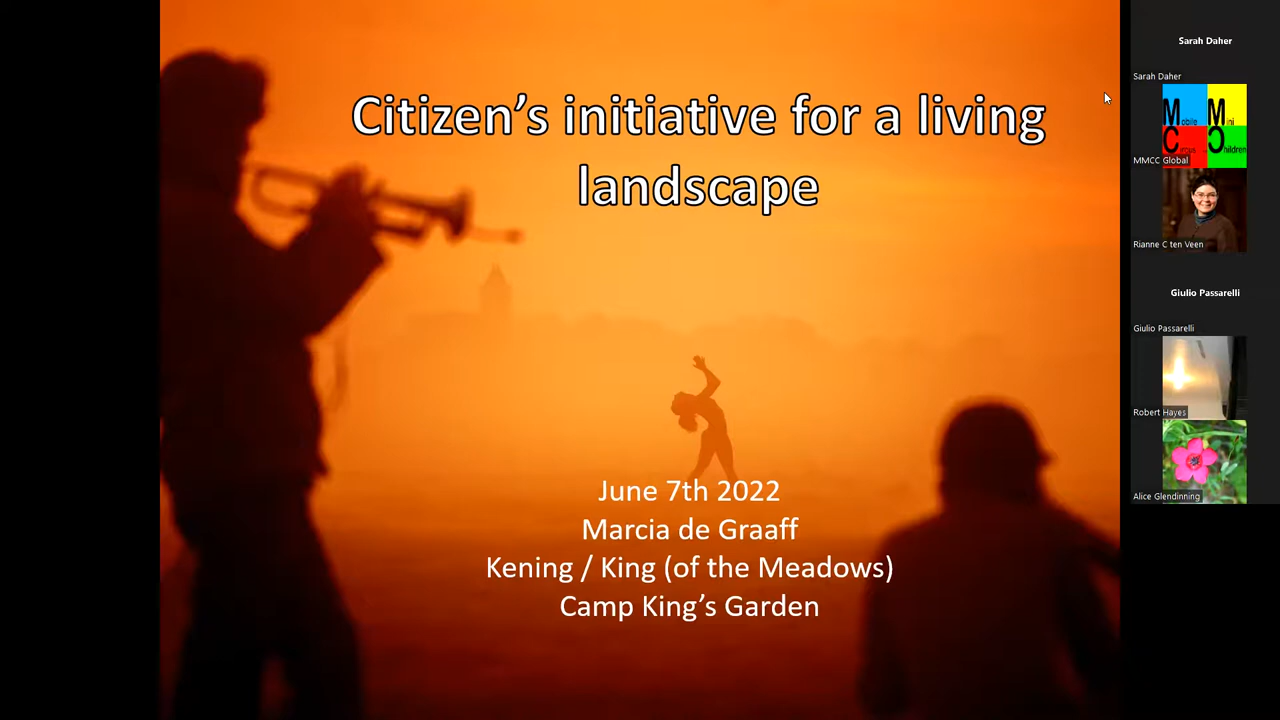 Citizen's initiative for a living
landscape
June 7th 2022
Marcia de Graaff
Kening / King (of the Meadows)
Camp King's Garden
Sarah Daher
Sarah Daher
Mobile
Mini
Circus
Children
MMCC Global
Rianne C ten Veen
Giulio Passarelli
Giulio Passarelli
Robert Hayes
Alice Glendinning